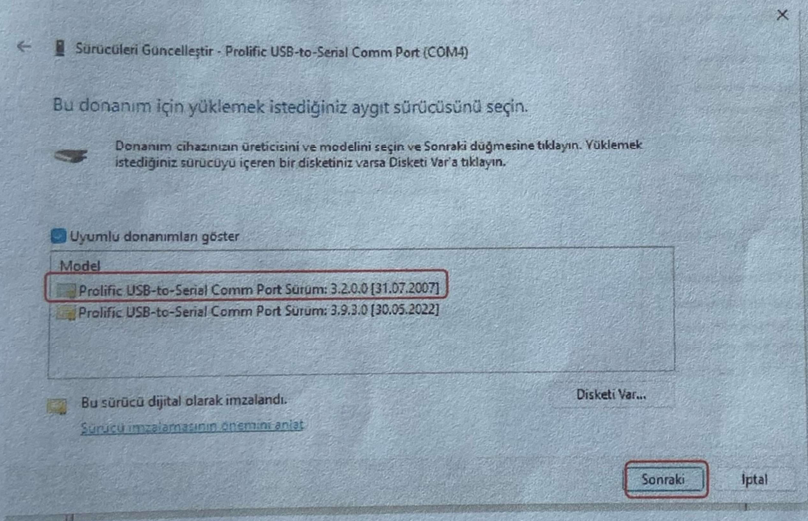 Sürücüleri Güncelleştir - Prolific USB-to-Serial Comm Port (COM4)
Bu donanım için yüklemek istediğiniz aygıt sürücüsünü seçin.
Donanım cihazınızın üreticisini ve modelini seçin ve Sonraki düğmesine tıklayın. Yüklemek
istediğiniz sürücüyü içeren bir disketiniz varsa Disketi Var'a tıklayın.
Uyumlu donanımları göster
Model
Prolific USB-to-Serial Comm Port Sürüm: 3.2.0.0 [31.07.2007]
Prolific USB-to-Serial Comm Port Sürüm: 3.9.3.0 [30.05.2022]
Bu sürücü dijital olarak imzalandı.
Disketi Var...
Sürücü imzalamasının önemini anlat
Sonraki
İptal